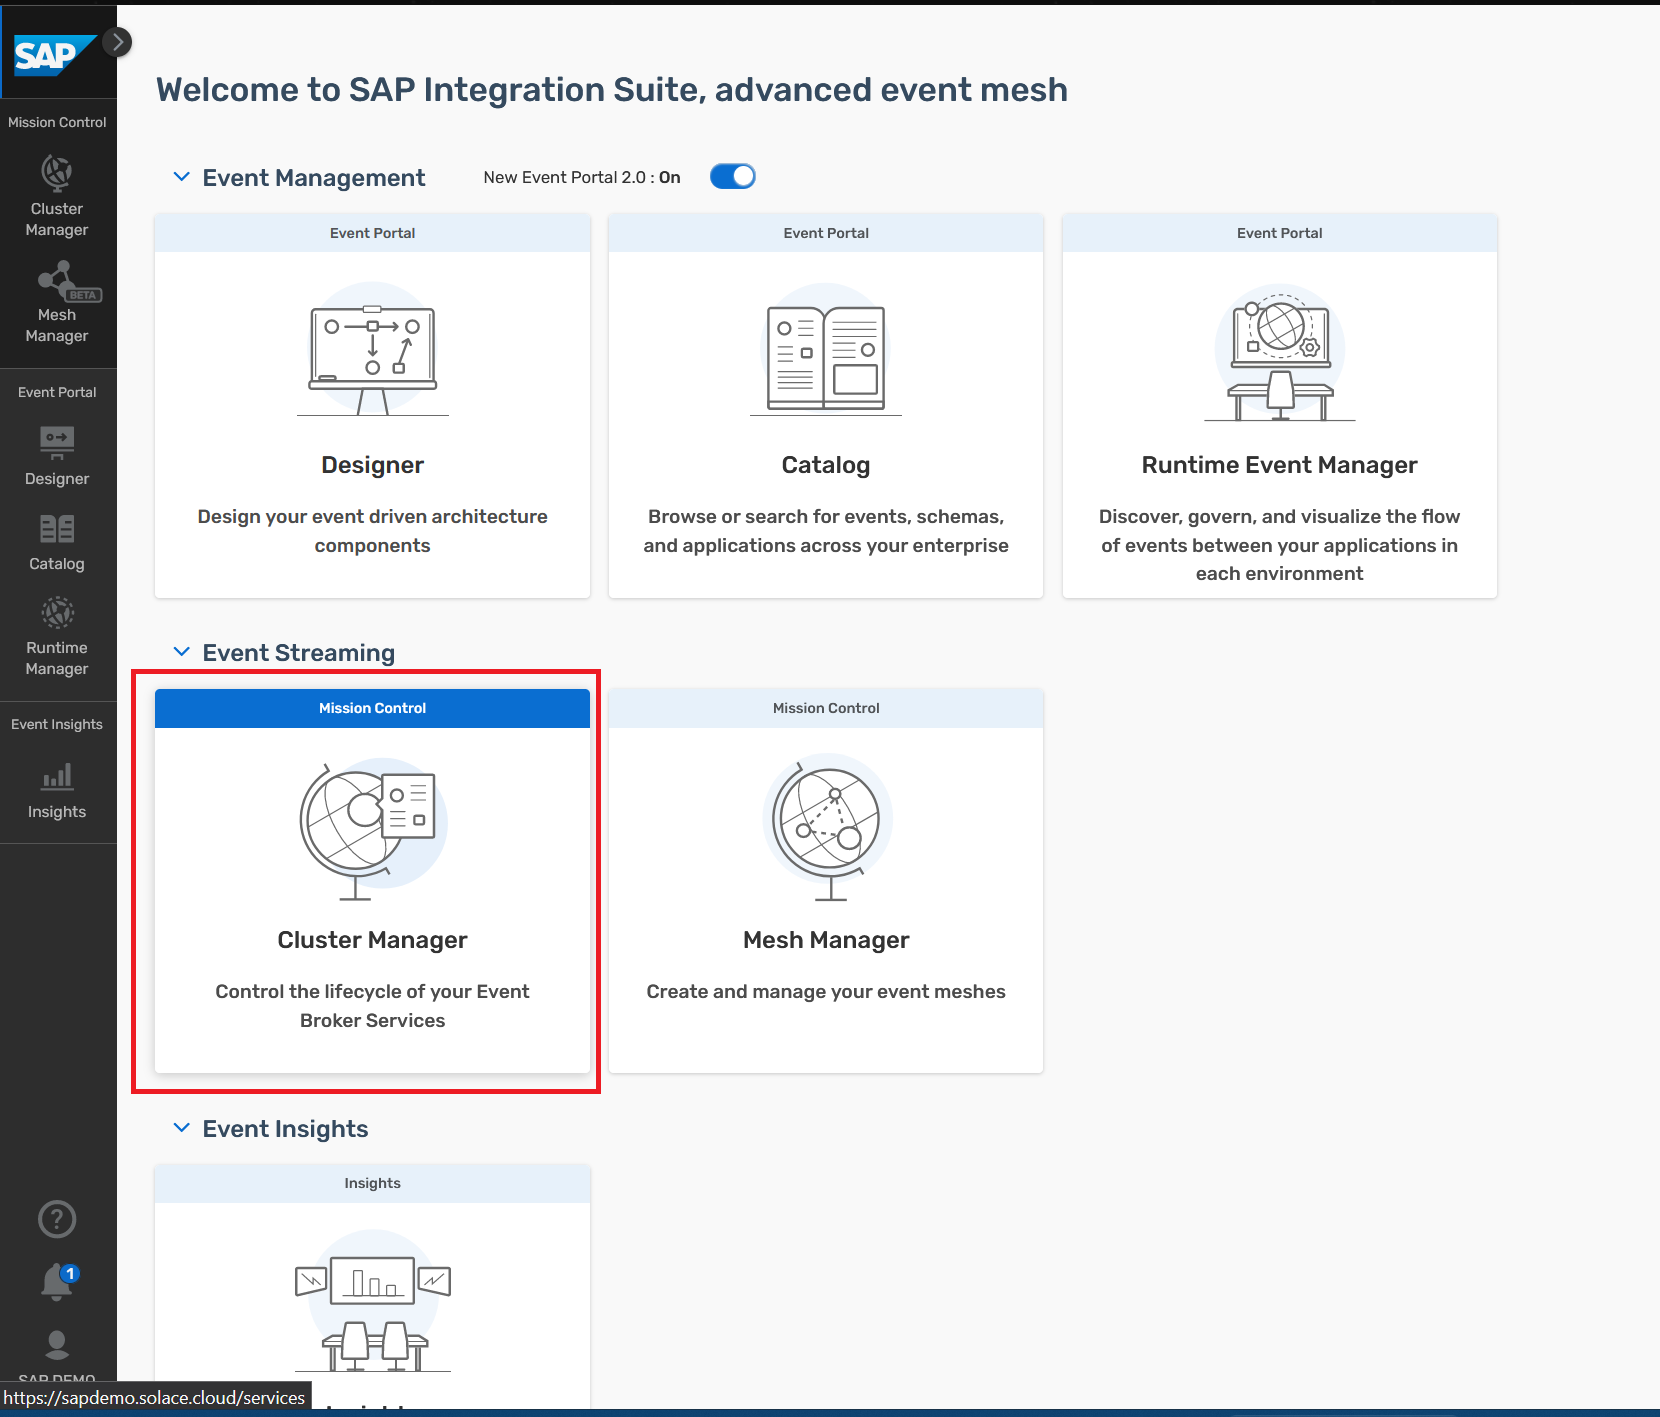 SAP
Mission Control
Cluster
Manager
BETA
Mesh
Manager
Event Portal
Designer
Catalog
Runtime
Manager
Event Insights
Insights
?
1
SAP DEMO
https://sapdemo.solace.cloud/services
Welcome to SAP Integration Suite, advanced event mesh
Event Management
New Event Portal 2.0 : On
Event Portal
Designer
Design your event driven architecture
components
Event Portal
Catalog
Browse or search for events, schemas,
and applications across your enterprise
Event Portal
Runtime Event Manager
Discover, govern, and visualize the flow
of events between your applications in
each environment
Event Streaming
Mission Control
Cluster Manager
Control the lifecycle of your Event
Broker Services
Mission Control
Mesh Manager
Create and manage your event meshes
Event Insights
Insights